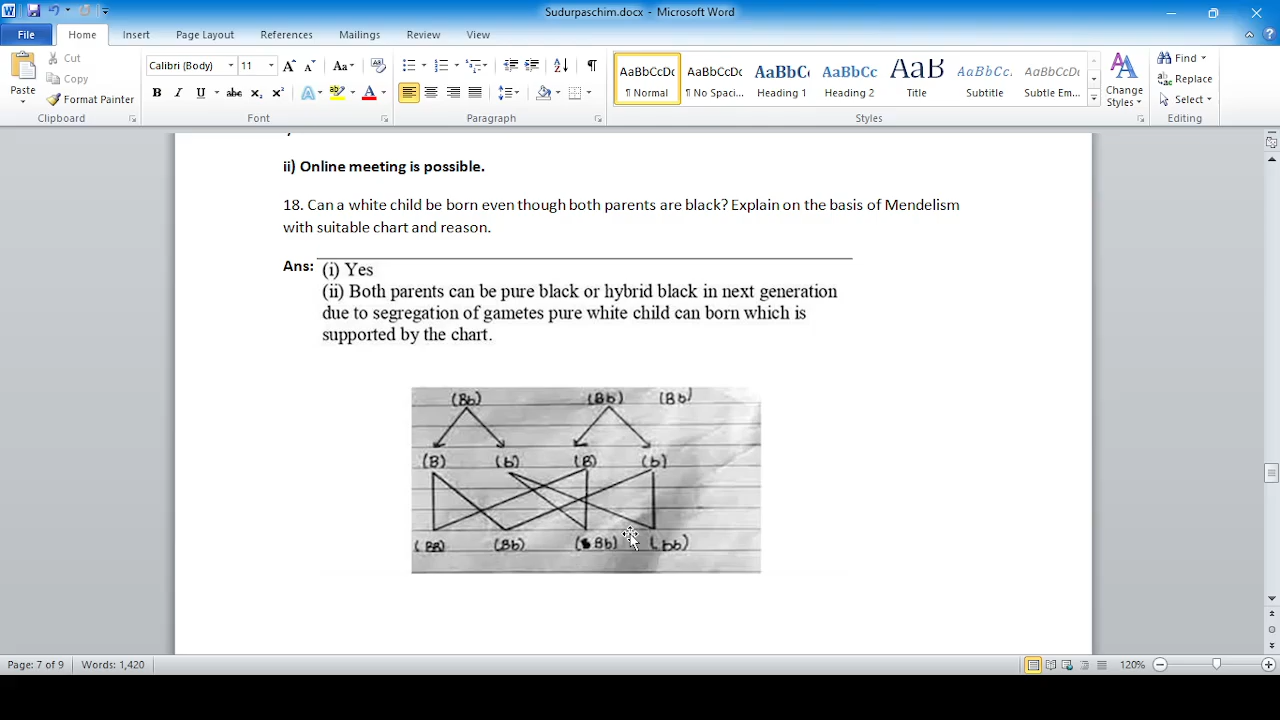 Sudurpaschim.docx - Microsoft Word
File Home Insert Page Layout References Mailings Review View
Cut
Copy
Format Painter
Paste
Clipboard
Calibri (Body) 11
Font
Paragraph
AaBbCcDc AaBbCcDc AaBbC AaBbCc AaB AaBbCc. AaBbCcDc
¶ Normal ¶ No Spaci... Heading 1 Heading 2 Title Subtitle Subtle Em...
Change
Styles
Styles
Find
Replace
Select
Editing
ii) Online meeting is possible.
18. Can a white child be born even though both parents are black? Explain on the basis of Mendelism
with suitable chart and reason.
Ans:
(i) Yes
(ii) Both parents can be pure black or hybrid black in next generation
due to segregation of gametes pure white child can born which is
supported by the chart.
(Bb) (Bb) (Bb)
(B) (b) (B) (b)
(BB) (Bb) (Bb) (bb)
Page: 7 of 9 Words: 1,420 120%